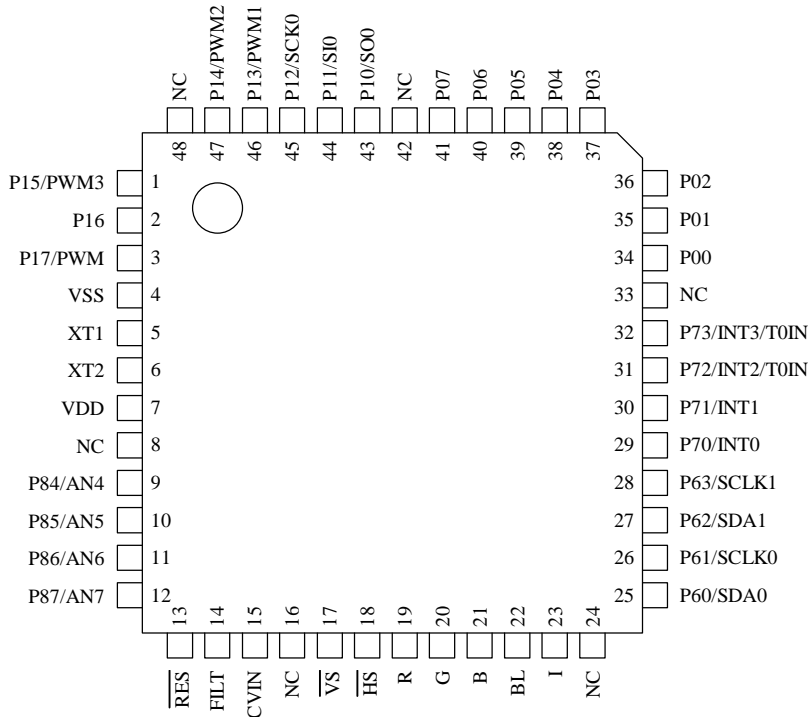 NC
P14/PWM2
P13/PWM1
P12/SCK0
P11/SI0
P10/SO0
NC
P07
P06
P05
P04
P03
48
47
46
45
44
43
42
41
40
39
38
37
P15/PWM3 1
P16 2
P17/PWM 3
VSS 4
XT1 5
XT2 6
VDD 7
NC 8
P84/AN4 9
P85/AN5 10
P86/AN6 11
P87/AN7 12
36 P02
35 P01
34 P00
33 NC
32 P73/INT3/T0IN
31 P72/INT2/T0IN
30 P71/INT1
29 P70/INT0
28 P63/SCLK1
27 P62/SDA1
26 P61/SCLK0
25 P60/SDA0
13
14
15
16
17
18
19
20
21
22
23
24
RES
FILT
CVIN
NC
VS
HS
R
G
B
BL
I
NC